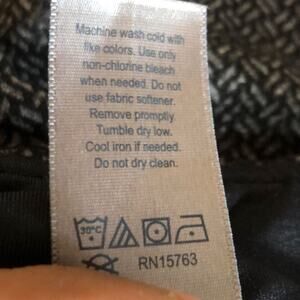 Machine wash cold with
like colors. Use only
non-chlorine bleach
when needed. Do not
use fabric softener.
Remove promptly.
Tumble dry low.
Cool iron if needed.
Do not dry clean.
30°C
RN15763